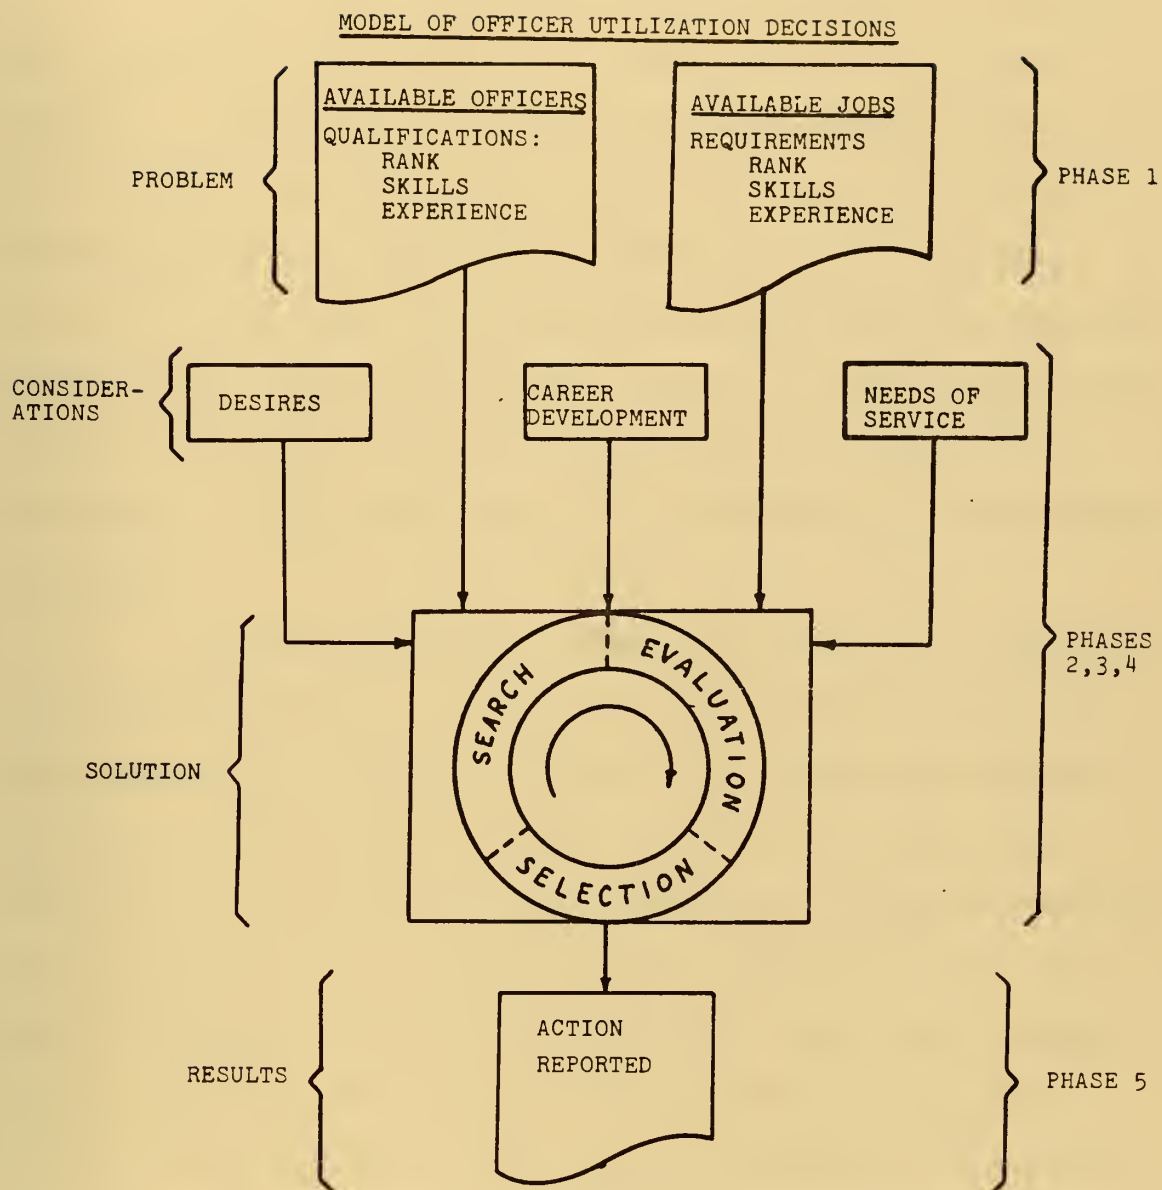 MODEL OF OFFICER UTILIZATION DECISIONS
AVAILABLE OFFICERS
QUALIFICATIONS:
RANK
SKILLS
EXPERIENCE
AVAILABLE JOBS
REQUIREMENTS
RANK
SKILLS
EXPERIENCE
PROBLEM
PHASE 1
CONSIDER-
ATIONS
DESIRES
CAREER
DEVELOPMENT
NEEDS OF
SERVICE
SEARCH
EVALUATION
SELECTION
PHASES
2,3,4
SOLUTION
ACTION
REPORTED
RESULTS
PHASE 5